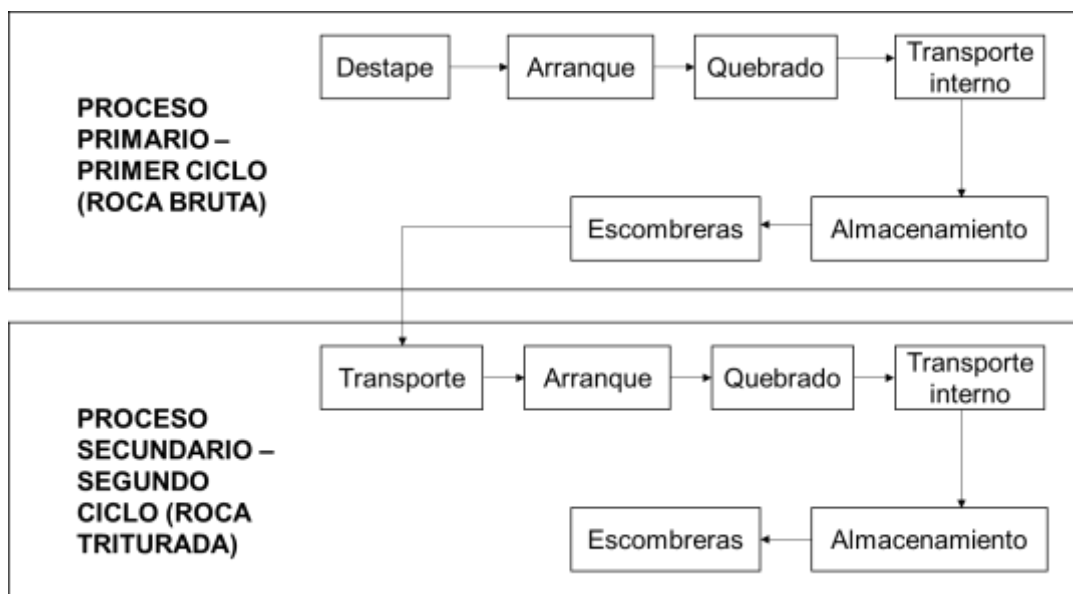 PROCESO
PRIMARIO –
PRIMER CICLO
(ROCA BRUTA)
Destape
Arranque
Quebrado
Transporte
interno
Almacenamiento
Escombreras
PROCESO
SECUNDARIO –
SEGUNDO
CICLO (ROCA
TRITURADA)
Transporte
Arranque
Quebrado
Transporte
interno
Almacenamiento
Escombreras